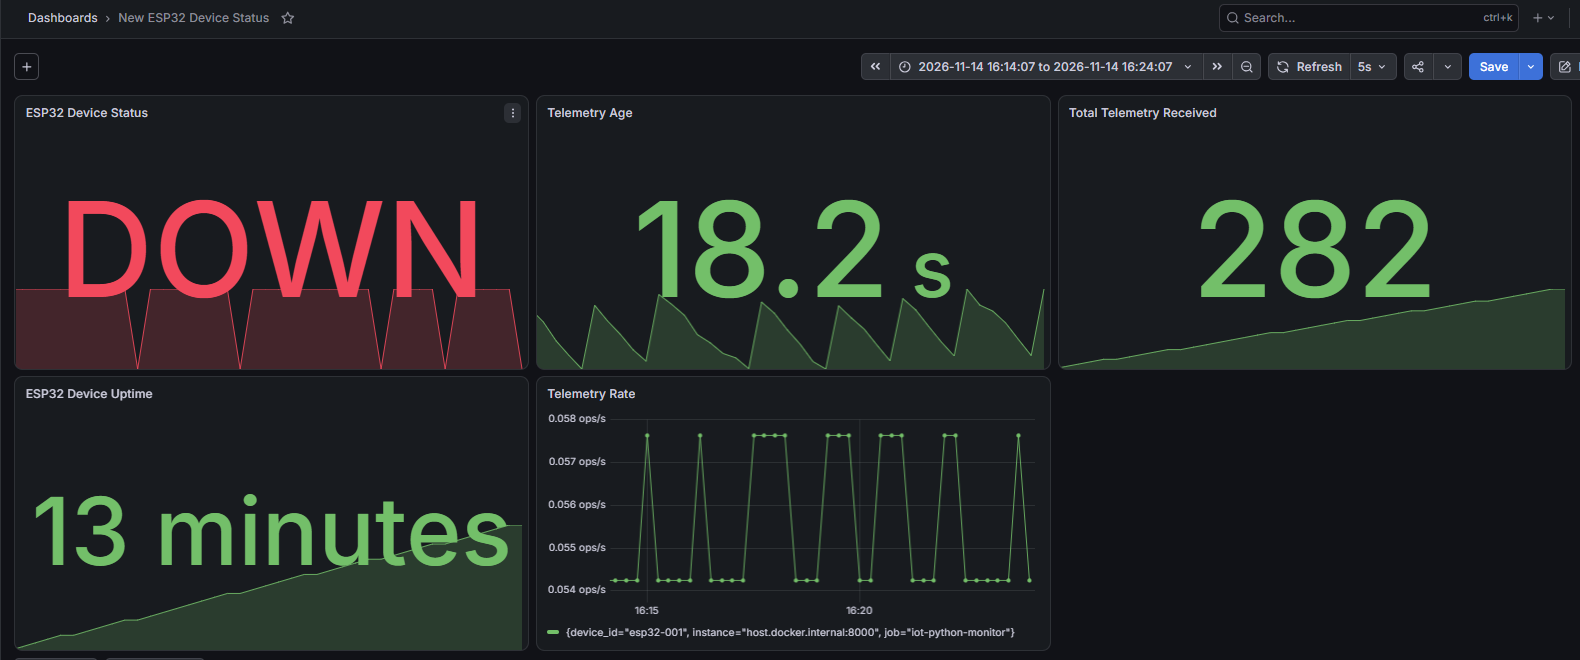 Dashboards › New ESP32 Device Status
Search... ctrl+k
2026-11-14 16:14:07 to 2026-11-14 16:24:07 Refresh 5s Save
ESP32 Device Status
DOWN
Telemetry Age
18.2 s
Total Telemetry Received
282
ESP32 Device Uptime
13 minutes
Telemetry Rate
0.058 ops/s
0.057 ops/s
0.056 ops/s
0.055 ops/s
0.054 ops/s
16:15 16:20
{device_id="esp32-001", instance="host.docker.internal:8000", job="iot-python-monitor"}